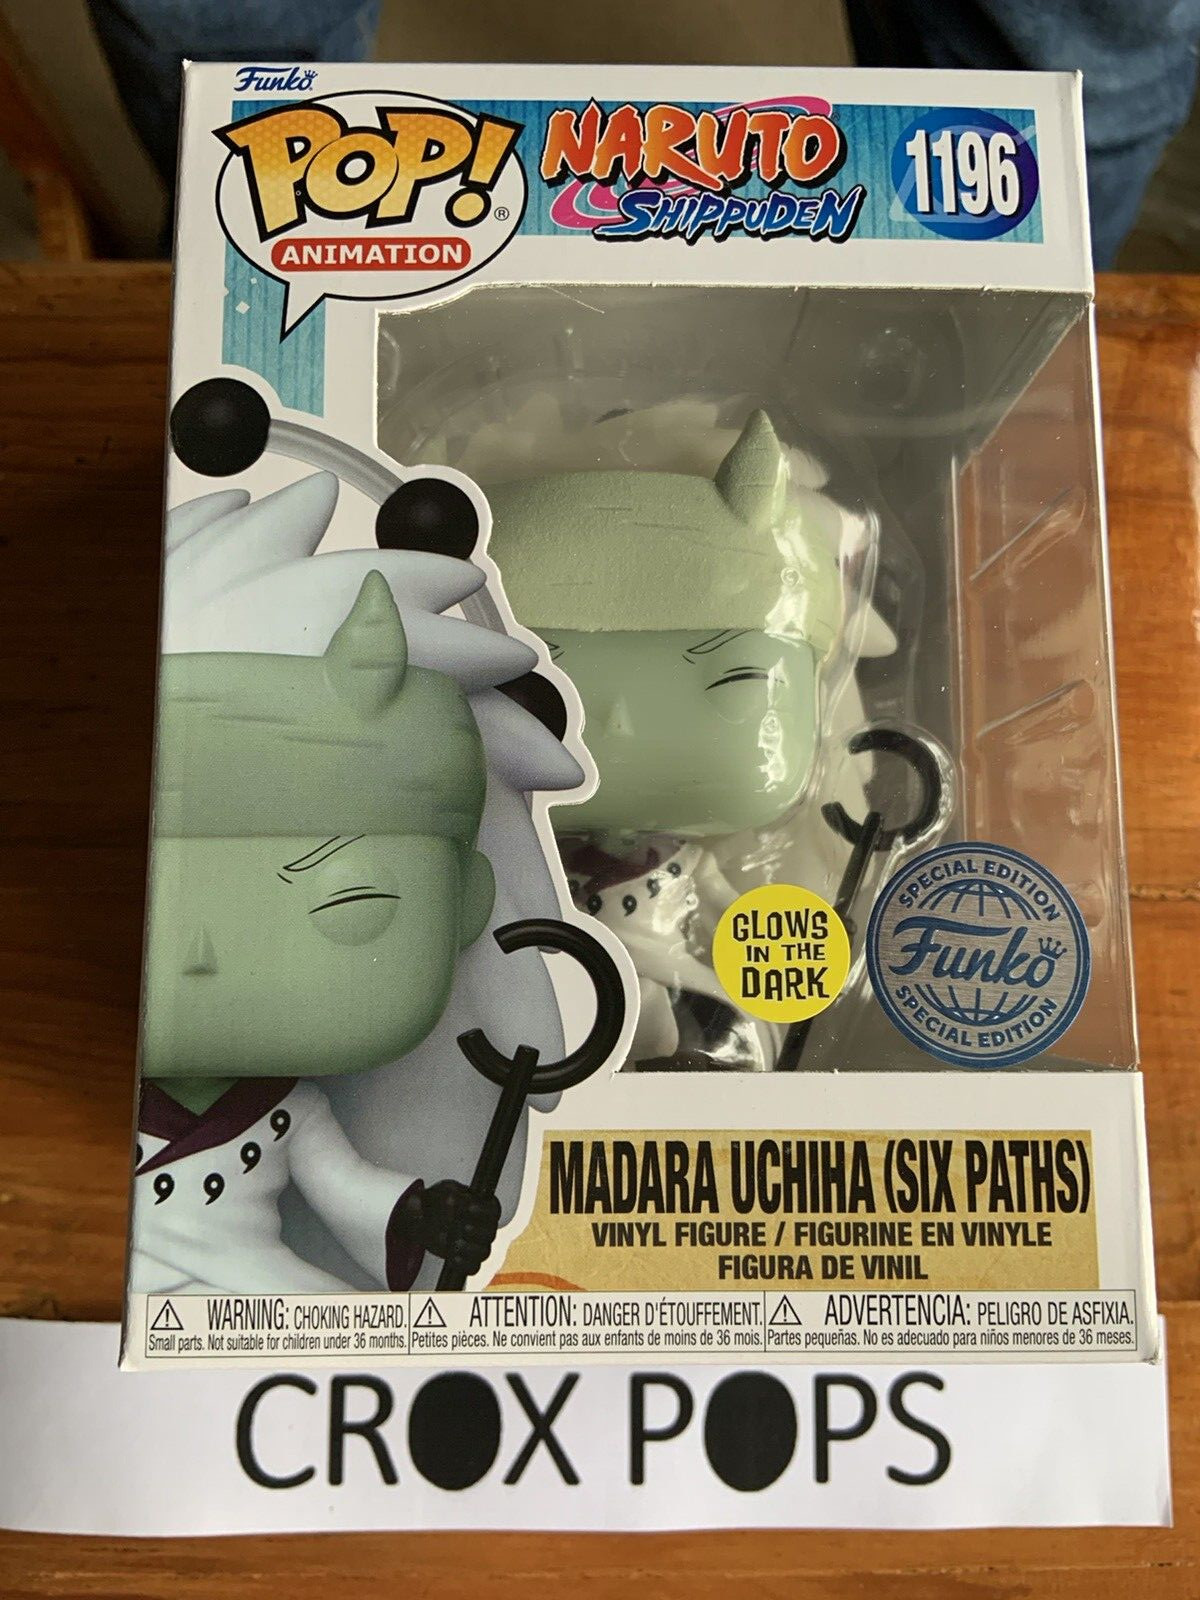 Funko
POP!®
ANIMATION
NARUTO
SHIPPUDEN
1196
GLOWS
IN THE
DARK
SPECIAL EDITION
Funko
SPECIAL EDITION
MADARA UCHIHA (SIX PATHS)
VINYL FIGURE / FIGURINE EN VINYLE
FIGURA DE VINIL
WARNING: CHOKING HAZARD.
Small parts. Not suitable for children under 36 months.
ATTENTION: DANGER D'ÉTOUFFEMENT.
Petites pièces. Ne convient pas aux enfants de moins de 36 mois.
ADVERTENCIA: PELIGRO DE ASFIXIA.
Partes pequeñas. No es adecuado para niños menores de 36 meses.
CROX POPS